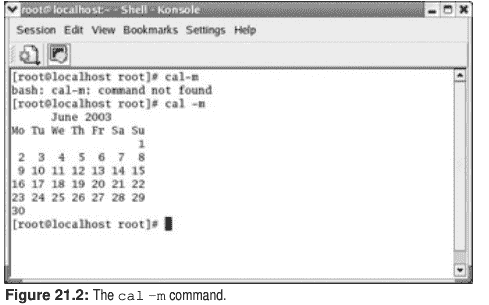 root@localhost:~ - Shell - Konsole
Session Edit View Bookmarks Settings Help
[root@localhost root]# cal-m
bash: cal-m: command not found
[root@localhost root]# cal -m
      June 2003
Mo Tu We Th Fr Sa Su
                   1
 2  3  4  5  6  7  8
 9 10 11 12 13 14 15
16 17 18 19 20 21 22
23 24 25 26 27 28 29
30
[root@localhost root]#
Figure 21.2: The cal -m command.